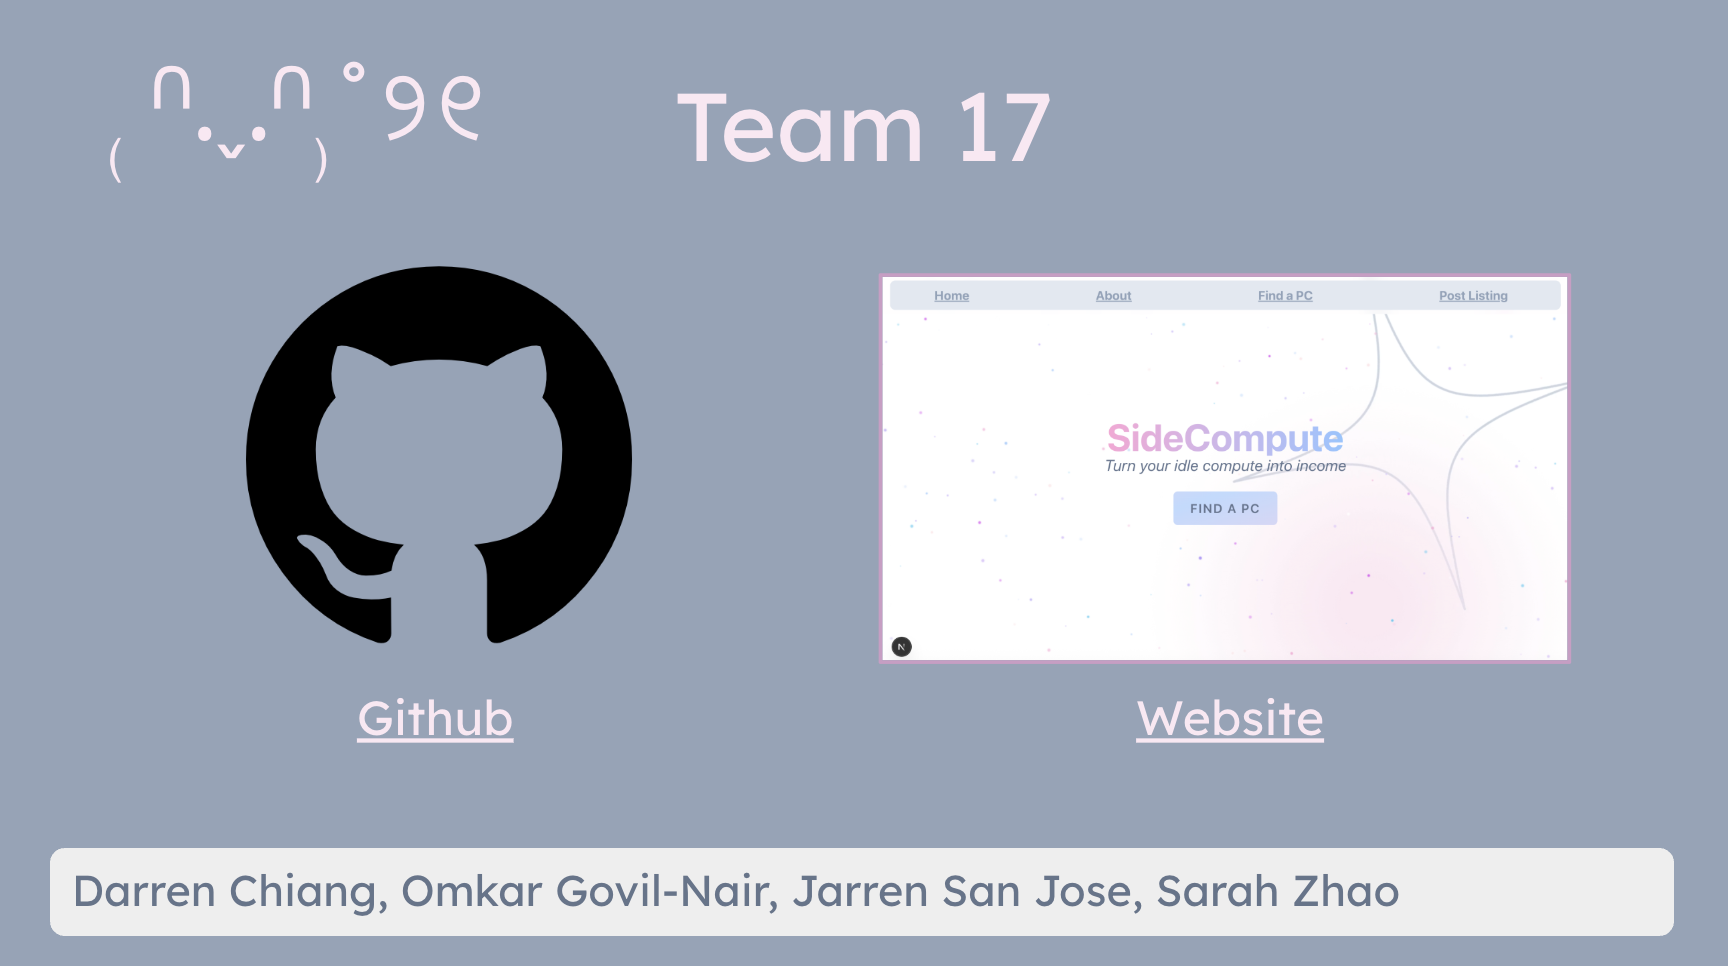 Team 17
Home About Find a PC Post Listing
SideCompute
Turn your idle compute into income
FIND A PC
N
Github
Website
Darren Chiang, Omkar Govil-Nair, Jarren San Jose, Sarah Zhao